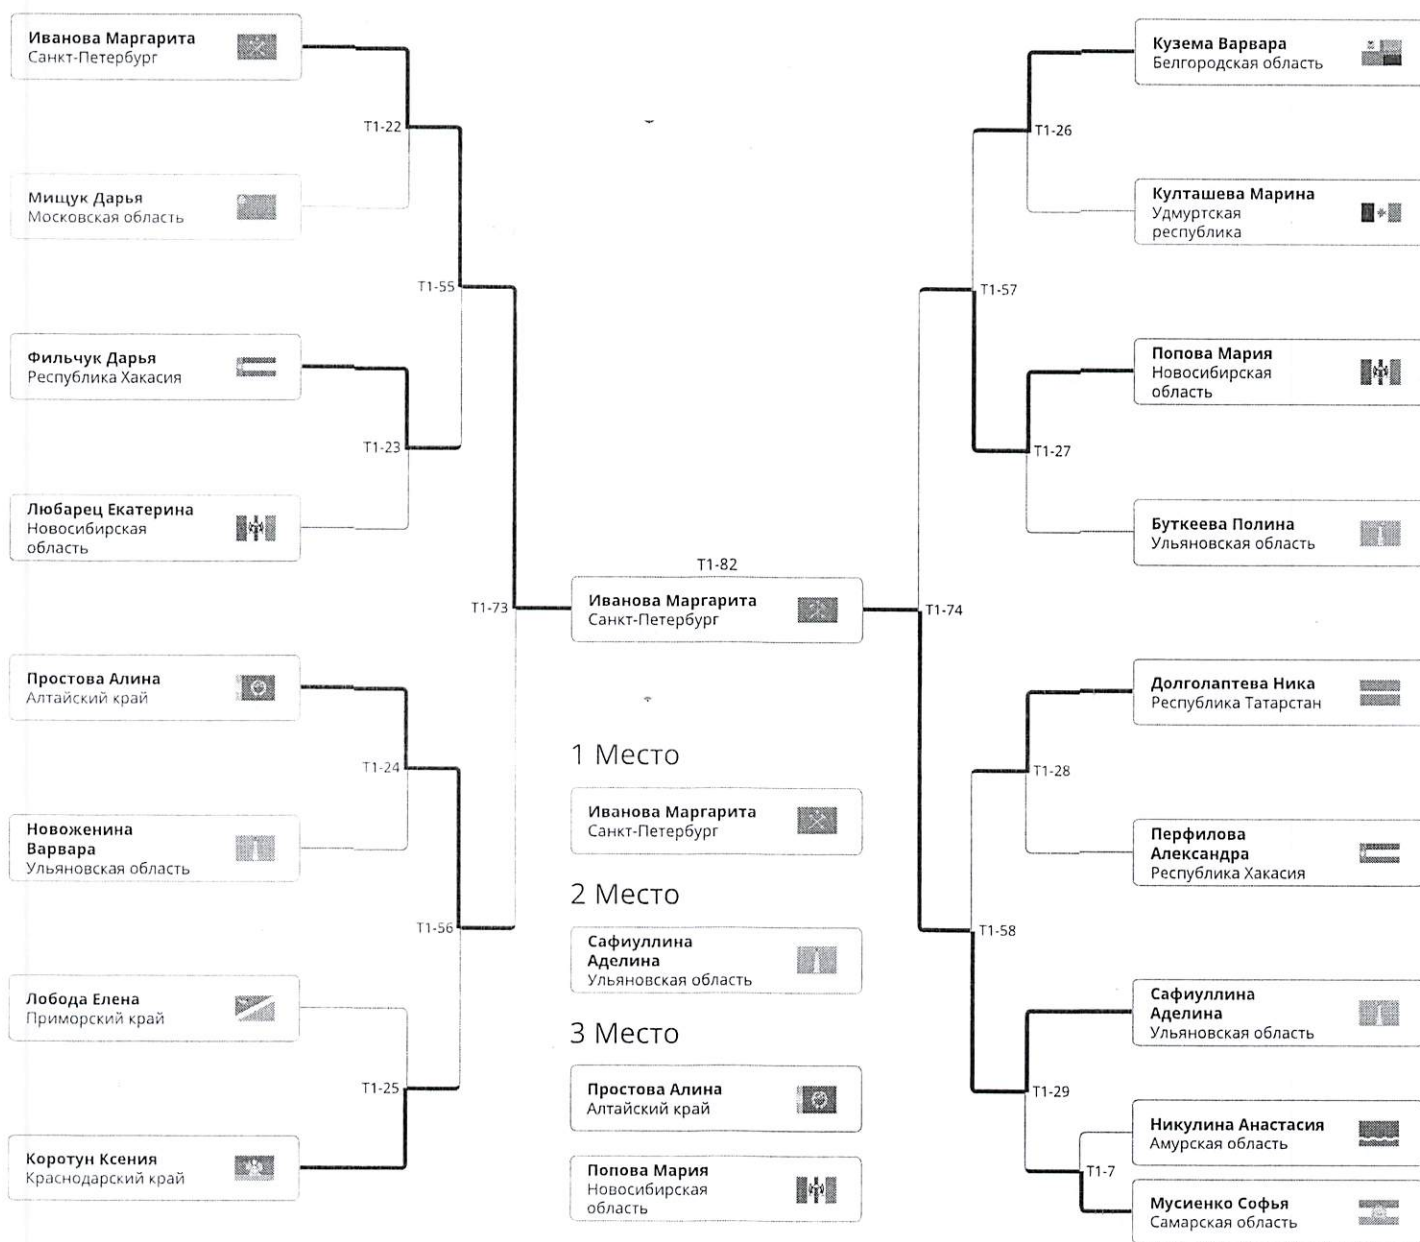 Иванова Маргарита
Санкт-Петербург
T1-22
Мищук Дарья
Московская область
T1-55
Фильчук Дарья
Республика Хакасия
T1-23
Любарец Екатерина
Новосибирская
область
T1-73
Простова Алина
Алтайский край
T1-24
Новоженина
Варвара
Ульяновская область
T1-56
Лобода Елена
Приморский край
T1-25
Коротун Ксения
Краснодарский край
T1-82
Иванова Маргарита
Санкт-Петербург
1 Место
Иванова Маргарита
Санкт-Петербург
2 Место
Сафиуллина
Аделина
Ульяновская область
3 Место
Простова Алина
Алтайский край
Попова Мария
Новосибирская
область
Кузема Варвара
Белгородская область
T1-26
Култашева Марина
Удмуртская
республика
T1-57
Попова Мария
Новосибирская
область
T1-27
Буткеева Полина
Ульяновская область
T1-74
Долголаптева Ника
Республика Татарстан
T1-28
Перфилова
Александра
Республика Хакасия
T1-58
Сафиуллина
Аделина
Ульяновская область
T1-29
Никулина Анастасия
Амурская область
T1-7
Мусиенко Софья
Самарская область